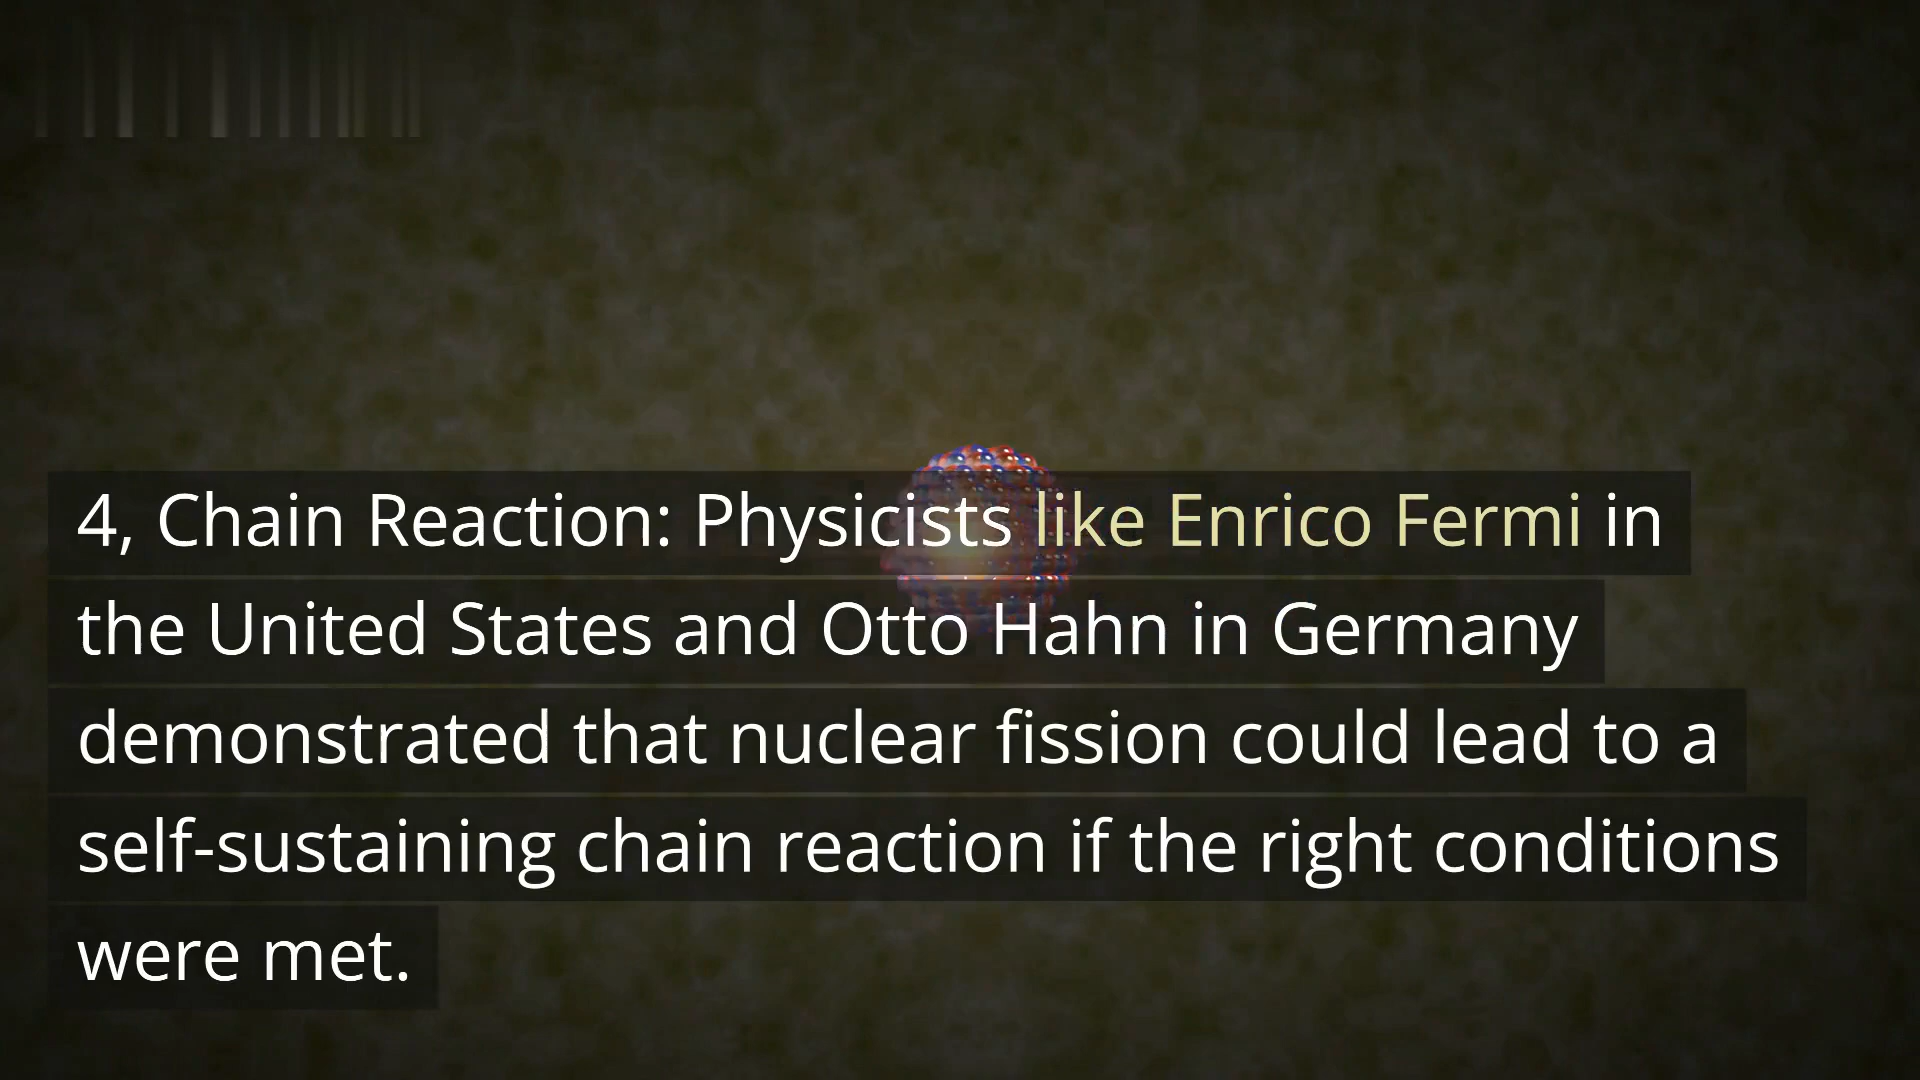 4, Chain Reaction: Physicists like Enrico Fermi in
the United States and Otto Hahn in Germany
demonstrated that nuclear fission could lead to a
self-sustaining chain reaction if the right conditions
were met.